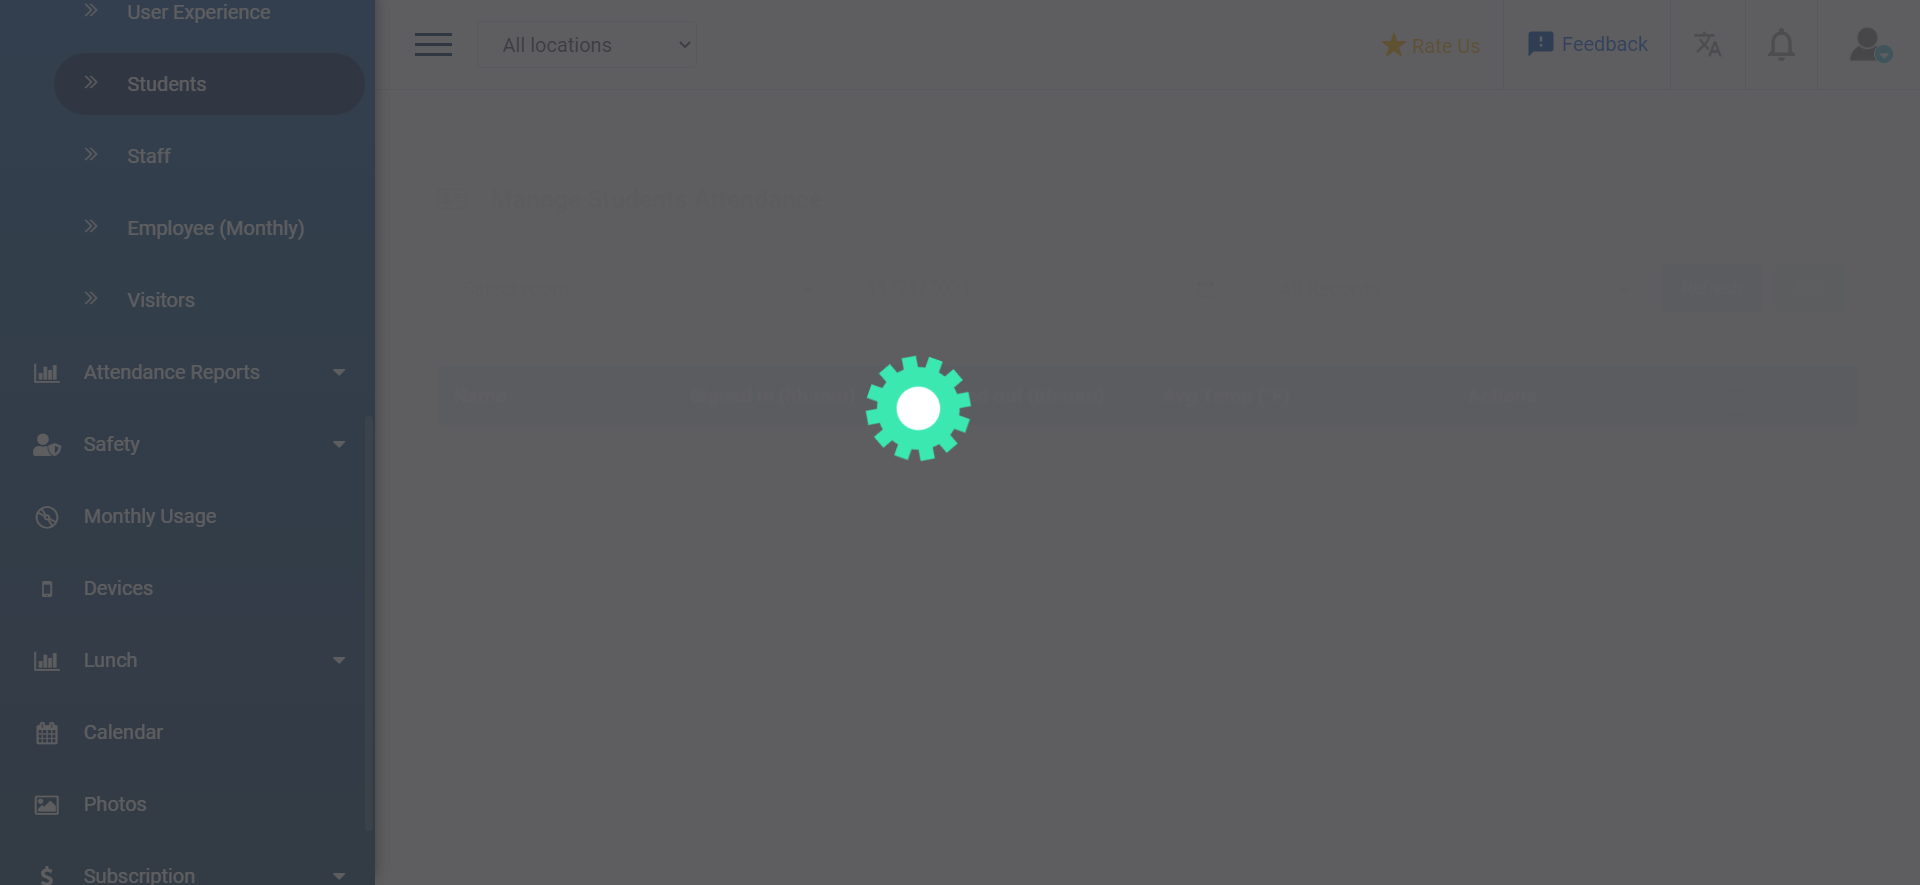 User Experience
Students
Staff
Employee (Monthly)
Visitors
Attendance Reports
Safety
Monthly Usage
Devices
Lunch
Calendar
Photos
Subscription
All locations
Rate Us
Feedback
Manage Students Attendance